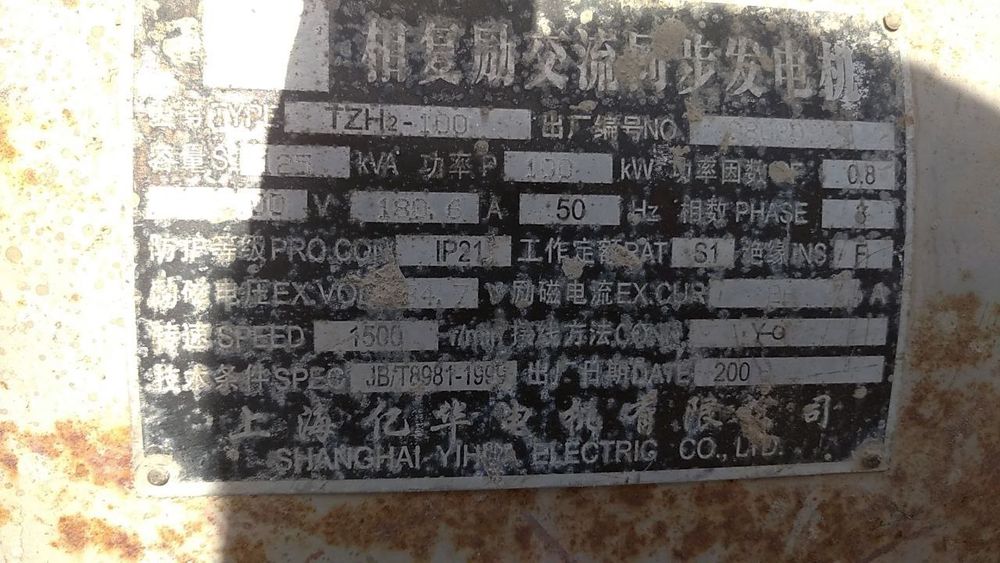 相复励交流同步发电机
型号TYPE TZH2-100 出厂编号NO.
容量S 125 kVA 功率P 100 kW 功率因数 0.8
V 180.6 A 50 Hz 相数PHASE 3
防护等级PRO.CON IP21 工作定额RAT S1 绝缘INS F
励磁电压EX.VOL V 励磁电流EX.CUR A
转速SPEED 1500 r/min 接线方法CONN Y-O
技术条件SPEC JB/T8981-1999 出厂日期DATE 200
上海亿华电机有限公司
SHANGHAI YIHUA ELECTRIC CO., LTD.